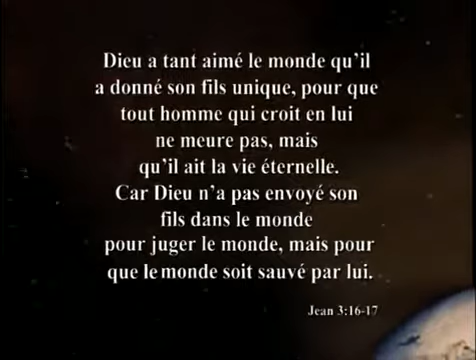 Dieu a tant aimé le monde qu'il
a donné son fils unique, pour que
tout homme qui croit en lui
ne meure pas, mais
qu'il ait la vie éternelle.
Car Dieu n'a pas envoyé son
fils dans le monde
pour juger le monde, mais pour
que le monde soit sauvé par lui.
Jean 3:16-17